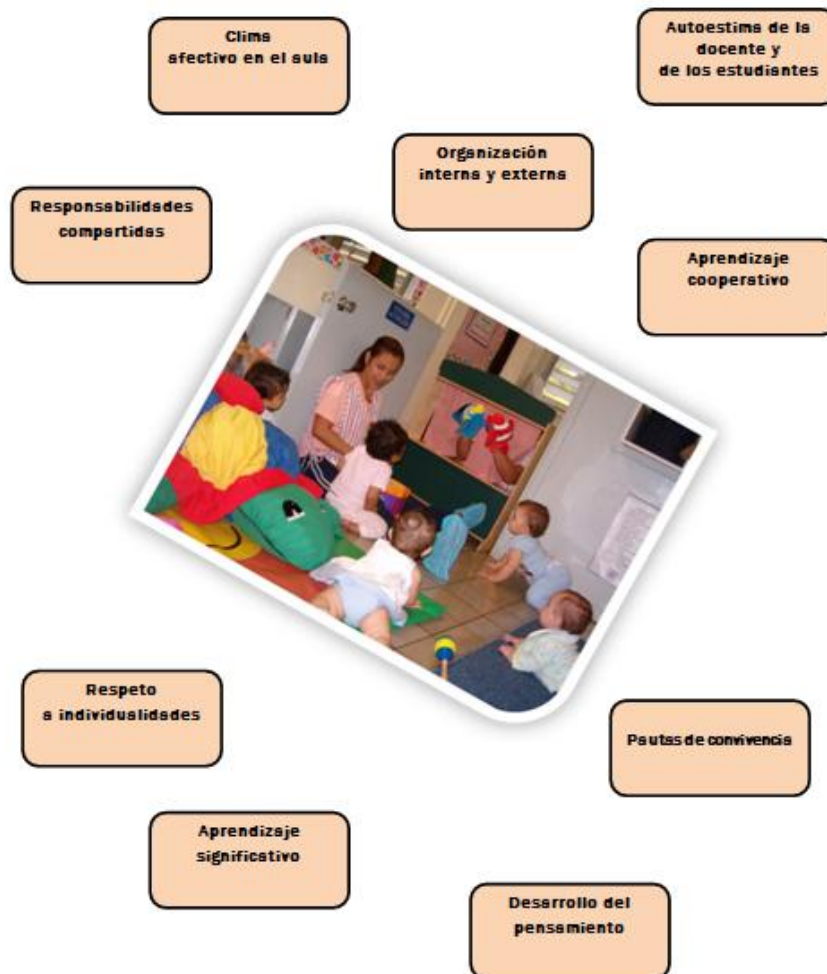 Clima
afectivo en el aula
Autoestima de la
docente y
de los estudiantes
Organización
interna y externa
Responsabilidades
compartidas
Aprendizaje
cooperativo
Respeto
a individualidades
Pautas de convivencia
Aprendizaje
significativo
Desarrollo del
pensamiento